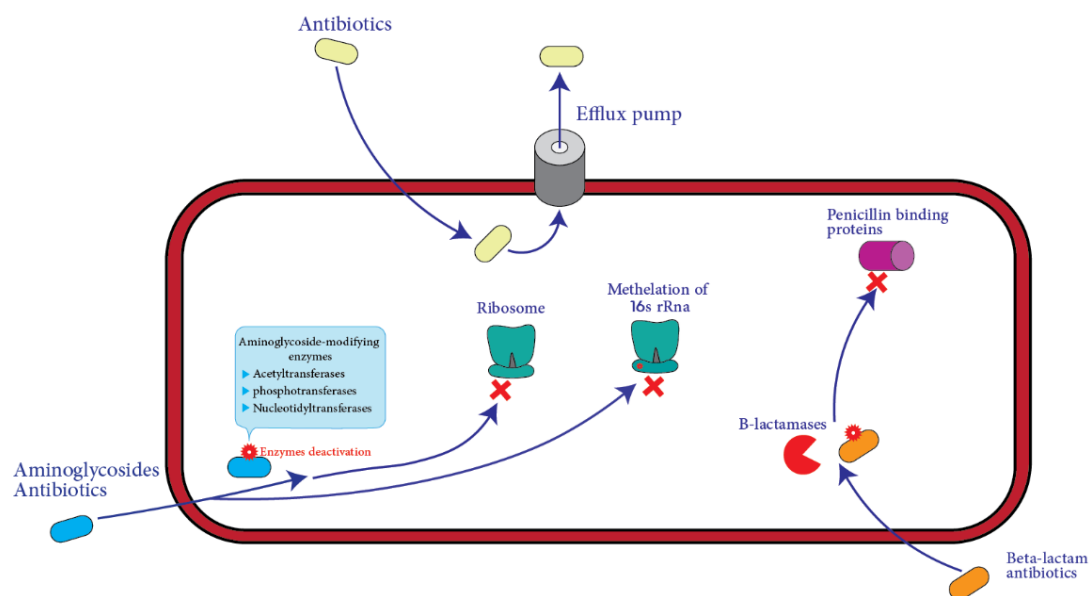 Antibiotics
Efflux pump
Penicillin binding
proteins
Methelation of
16s rRna
Ribosome
Aminoglycoside-modifying
enzymes
Acetyltransferases
phosphotransferases
Nucleotidyltransferases
B-lactamases
Enzymes deactivation
Aminoglycosides
Antibiotics
Beta-lactam
antibiotics